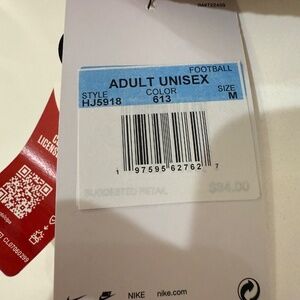 FOOTBALL
ADULT UNISEX
STYLE COLOR SIZE
HJ5918 613 M
1 97595 62762 7
SUGGESTED RETAIL $94.00
NIKE nike.com